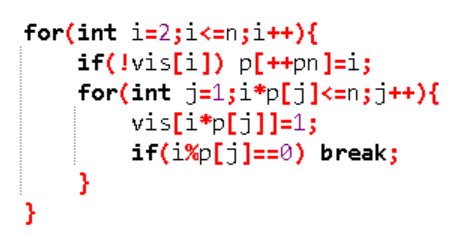 for(int i=2;i<=n;i++){
    if(!vis[i]) p[++pn]=i;
    for(int j=1;i*p[j]<=n;j++){
        vis[i*p[j]]=1;
        if(i%p[j]==0) break;
    }
}